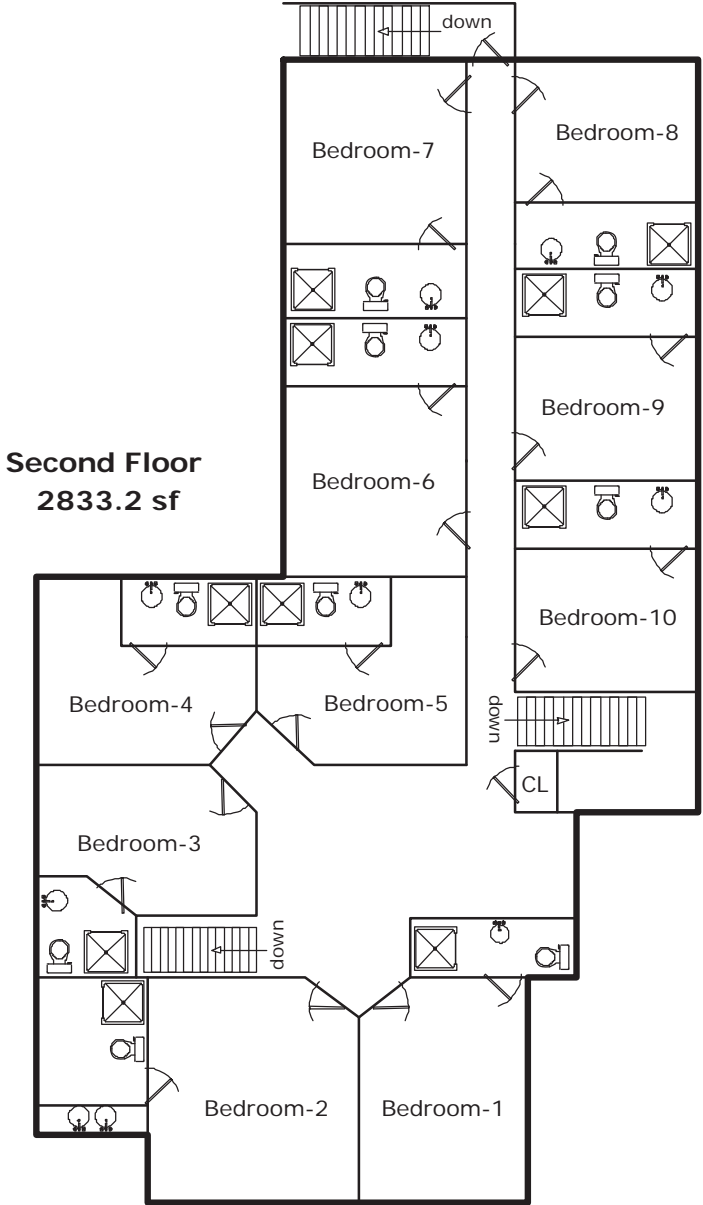 down
Bedroom-7
Bedroom-8
Bedroom-9
Second Floor
2833.2 sf
Bedroom-6
Bedroom-10
Bedroom-4
Bedroom-5
down
CL
Bedroom-3
down
Bedroom-2
Bedroom-1